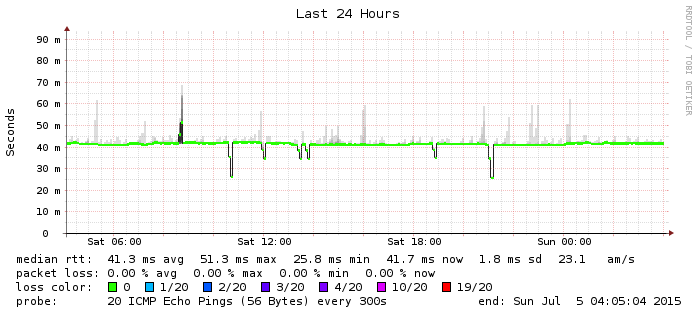 Last 24 Hours
RRDTOOL / TOBI OETIKER
Seconds
90 m
80 m
70 m
60 m
50 m
40 m
30 m
20 m
10 m
0
Sat 06:00 Sat 12:00 Sat 18:00 Sun 00:00
median rtt: 41.3 ms avg 51.3 ms max 25.8 ms min 41.7 ms now 1.8 ms sd 23.1 am/s
packet loss: 0.00 % avg 0.00 % max 0.00 % min 0.00 % now
loss color: 0 1/20 2/20 3/20 4/20 10/20 19/20
probe: 20 ICMP Echo Pings (56 Bytes) every 300s end: Sun Jul 5 04:05:04 2015